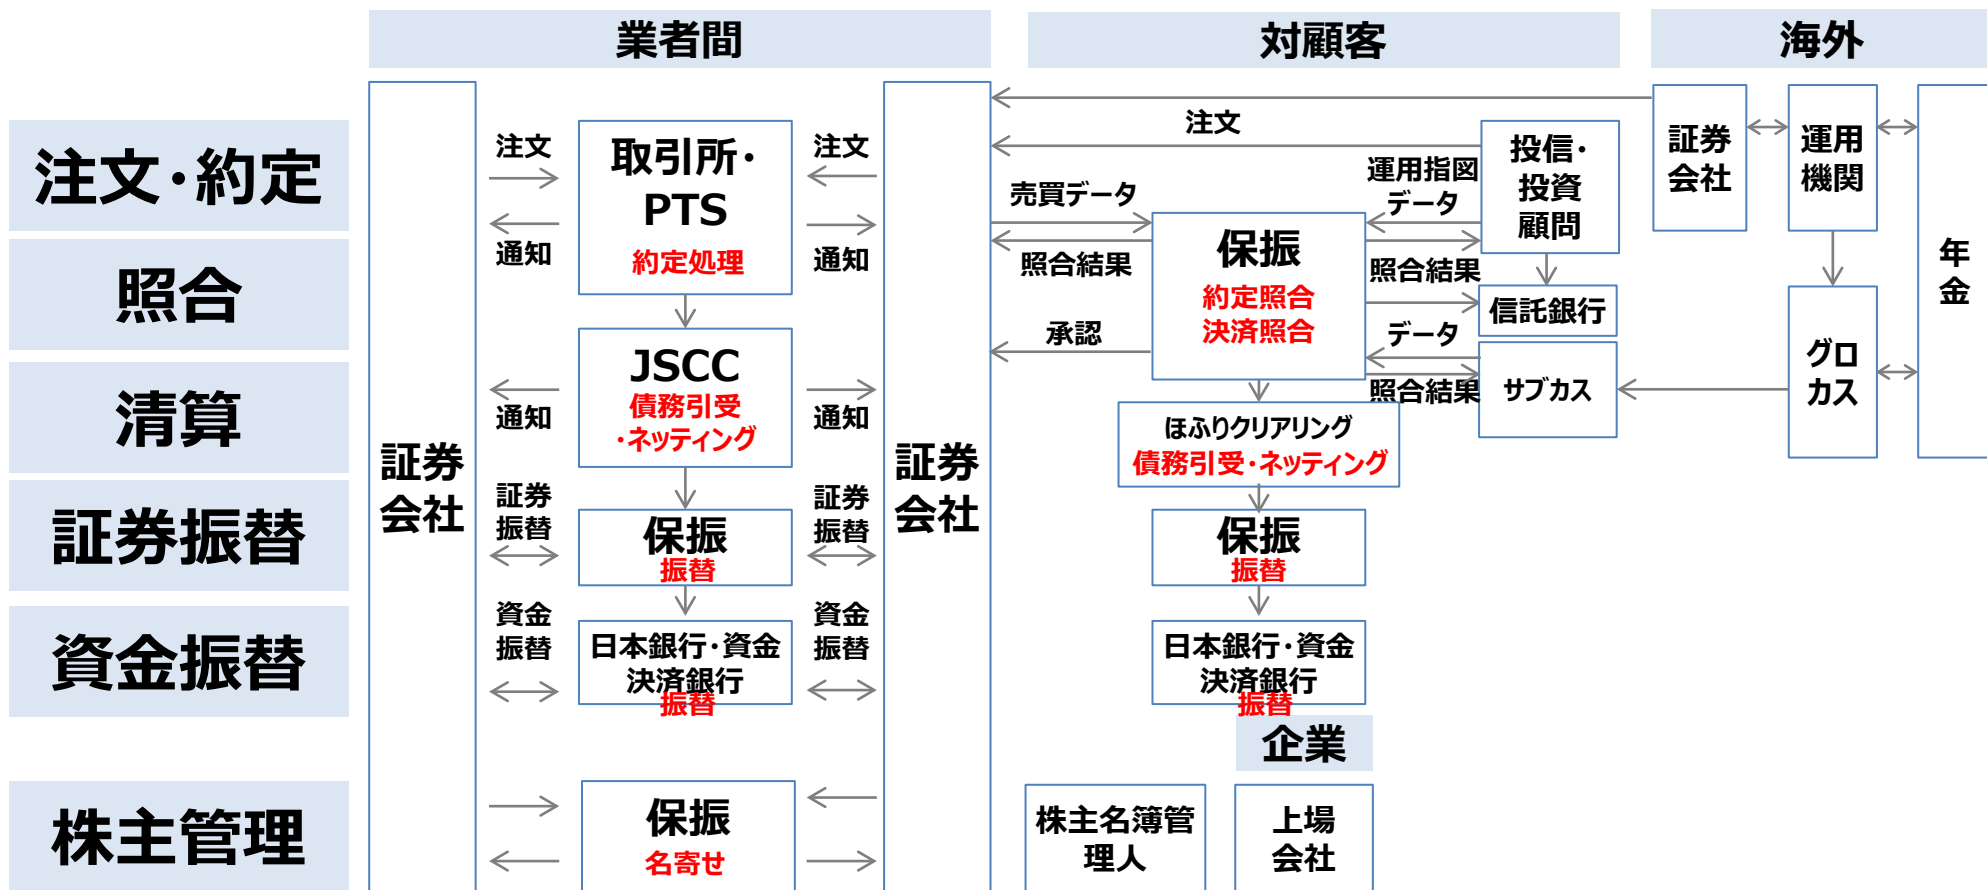 業者間
対顧客
海外
注文・約定
照合
清算
証券振替
資金振替
株主管理
証券
会社
注文
通知
取引所・
PTS
約定処理
注文
通知
通知
JSCC
債務引受
・ネッティング
通知
証券
振替
保振
振替
証券
振替
資金
振替
日本銀行・資金
決済銀行
振替
資金
振替
保振
名寄せ
証券
会社
注文
売買データ
照合結果
承認
保振
約定照合
決済照合
運用指図
データ
照合結果
データ
照合結果
投信・
投資
顧問
信託銀行
サブカス
ほふりクリアリング
債務引受・ネッティング
保振
振替
日本銀行・資金
決済銀行
振替
企業
株主名簿管
理人
上場
会社
証券
会社
運用
機関
グロ
カス
年
金